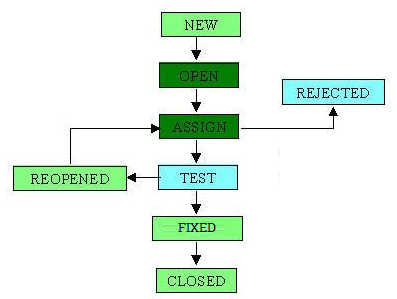 NEW
OPEN
REJECTED
ASSIGN
REOPENED
TEST
FIXED
CLOSED